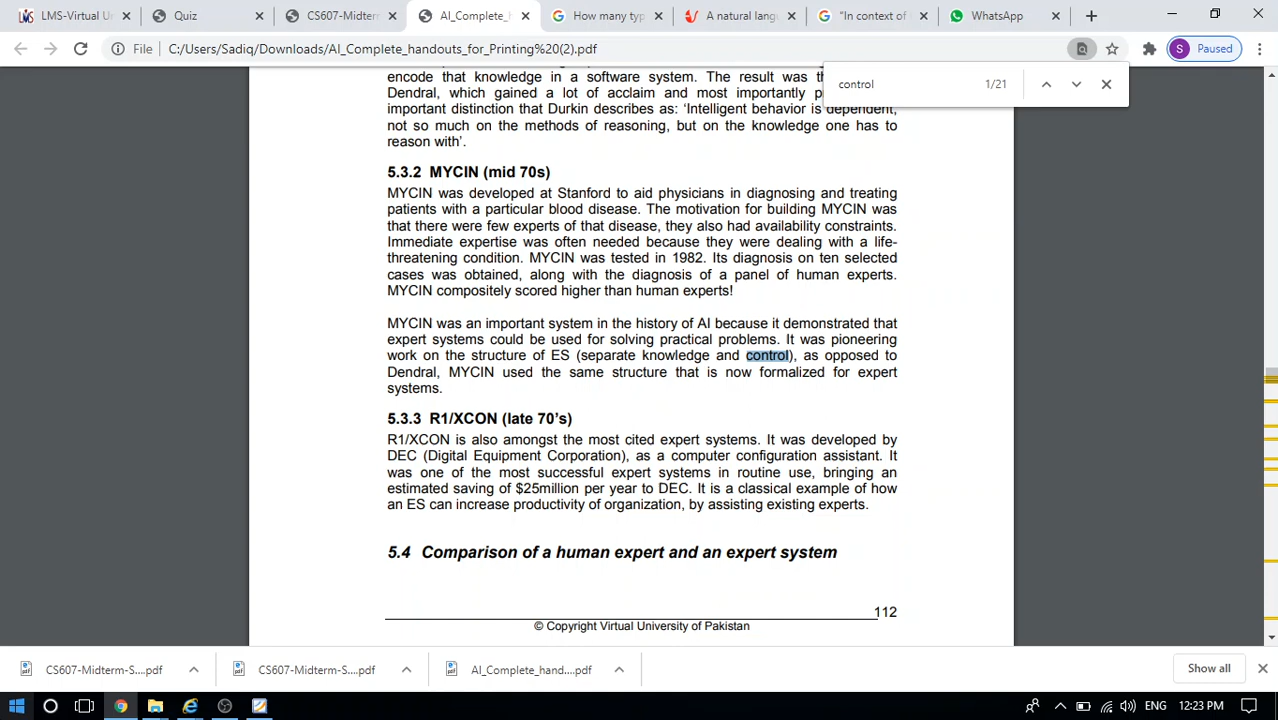 LMS-Virtual U
Quiz
CS607-Midterm
AI_Complete_h
How many typ
A natural lang
"In context of
WhatsApp
File
C:/Users/Sadiq/Downloads/AI_Complete_handouts_for_Printing%20(2).pdf
S
Paused
control
1/21
encode that knowledge in a software system. The result was th
Dendral, which gained a lot of acclaim and most importantly p
important distinction that Durkin describes as: 'Intelligent behavior is dependent,
not so much on the methods of reasoning, but on the knowledge one has to
reason with'.
5.3.2 MYCIN (mid 70s)
MYCIN was developed at Stanford to aid physicians in diagnosing and treating
patients with a particular blood disease. The motivation for building MYCIN was
that there were few experts of that disease, they also had availability constraints.
Immediate expertise was often needed because they were dealing with a life-
threatening condition. MYCIN was tested in 1982. Its diagnosis on ten selected
cases was obtained, along with the diagnosis of a panel of human experts.
MYCIN compositely scored higher than human experts!
MYCIN was an important system in the history of AI because it demonstrated that
expert systems could be used for solving practical problems. It was pioneering
work on the structure of ES (separate knowledge and control), as opposed to
Dendral, MYCIN used the same structure that is now formalized for expert
systems.
5.3.3 R1/XCON (late 70's)
R1/XCON is also amongst the most cited expert systems. It was developed by
DEC (Digital Equipment Corporation), as a computer configuration assistant. It
was one of the most successful expert systems in routine use, bringing an
estimated saving of $25million per year to DEC. It is a classical example of how
an ES can increase productivity of organization, by assisting existing experts.
5.4 Comparison of a human expert and an expert system
112
© Copyright Virtual University of Pakistan
CS607-Midterm-S....pdf
CS607-Midterm-S....pdf
AI_Complete_hand....pdf
Show all
ENG
12:23 PM